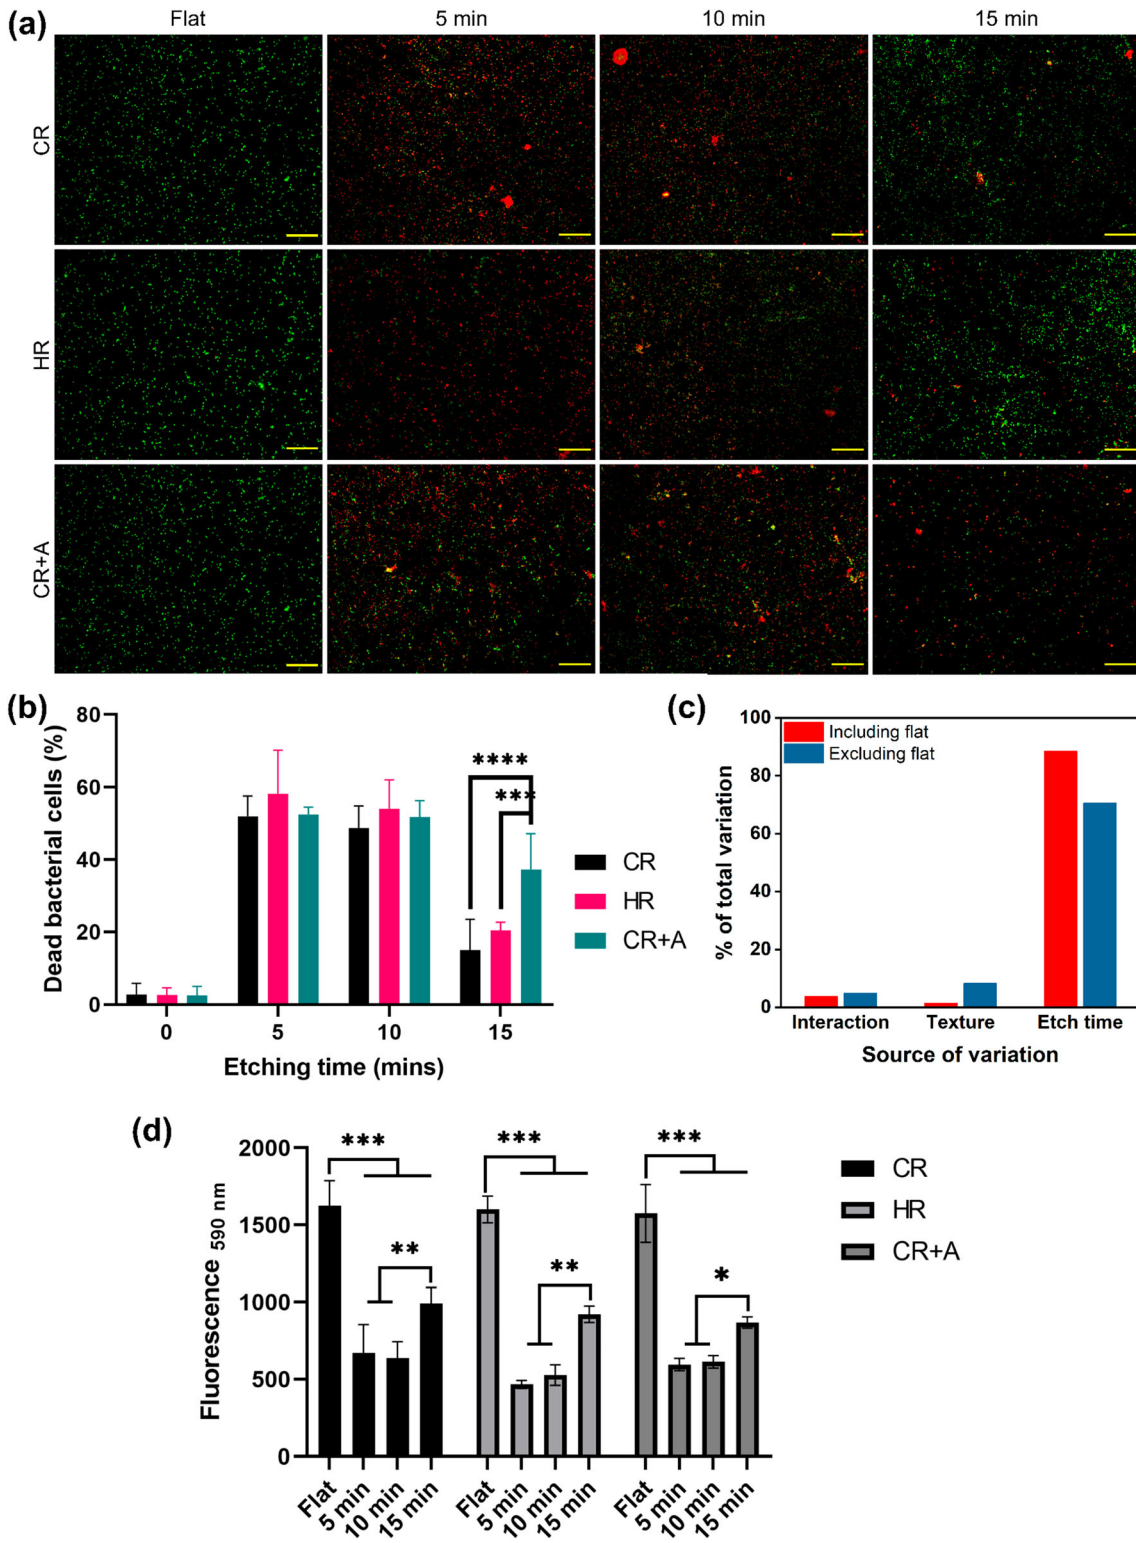 (a)
Flat
5 min
10 min
15 min
CR
HR
CR+A
(b)
Dead bacterial cells (%)
80
60
40
20
0
****
***
0
5
10
15
Etching time (mins)
CR
HR
CR+A
(c)
% of total variation
100
80
60
40
20
0
Including flat
Excluding flat
Interaction
Texture
Etch time
Source of variation
(d)
Fluorescence 590 nm
2000
1500
1000
500
0
***
***
***
**
**
*
Flat
5 min
10 min
15 min
Flat
5 min
10 min
15 min
Flat
5 min
10 min
15 min
CR
HR
CR+A